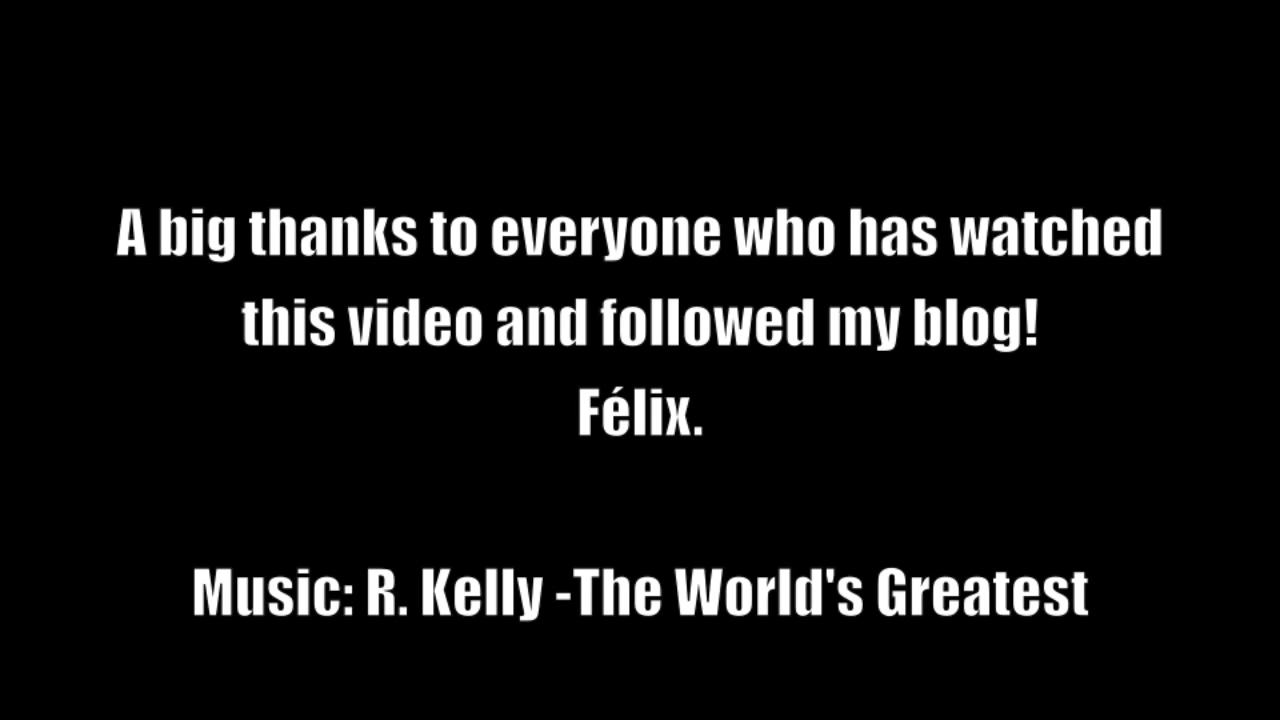 A big thanks to everyone who has watched
this video and followed my blog!
Félix.
Music: R. Kelly -The World's Greatest